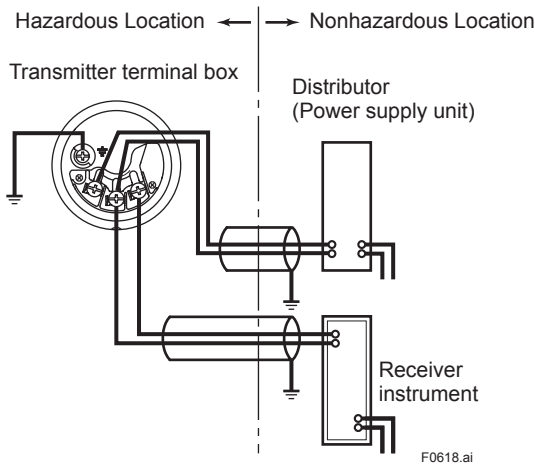 Hazardous Location
Nonhazardous Location
Transmitter terminal box
Distributor
(Power supply unit)
Receiver
instrument
F0618.ai